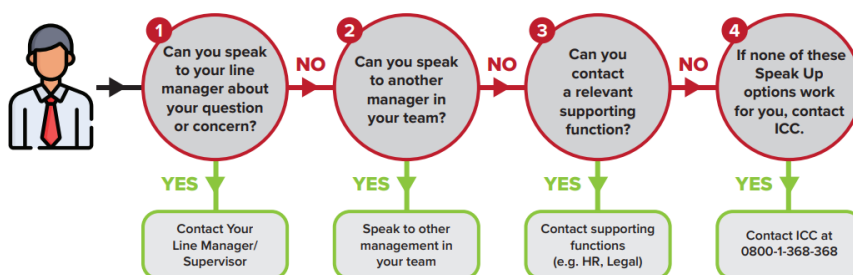 1
Can you speak
to your line
manager about
your question
or concern?
NO
2
Can you speak
to another
manager in
your team?
NO
3
Can you
contact
a relevant
supporting
function?
NO
4
If none of these
Speak Up
options work
for you, contact
ICC.
YES
Contact Your
Line Manager/
Supervisor
YES
Speak to other
management in
your team
YES
Contact supporting
functions
(e.g. HR, Legal)
YES
Contact ICC at
0800-1-368-368